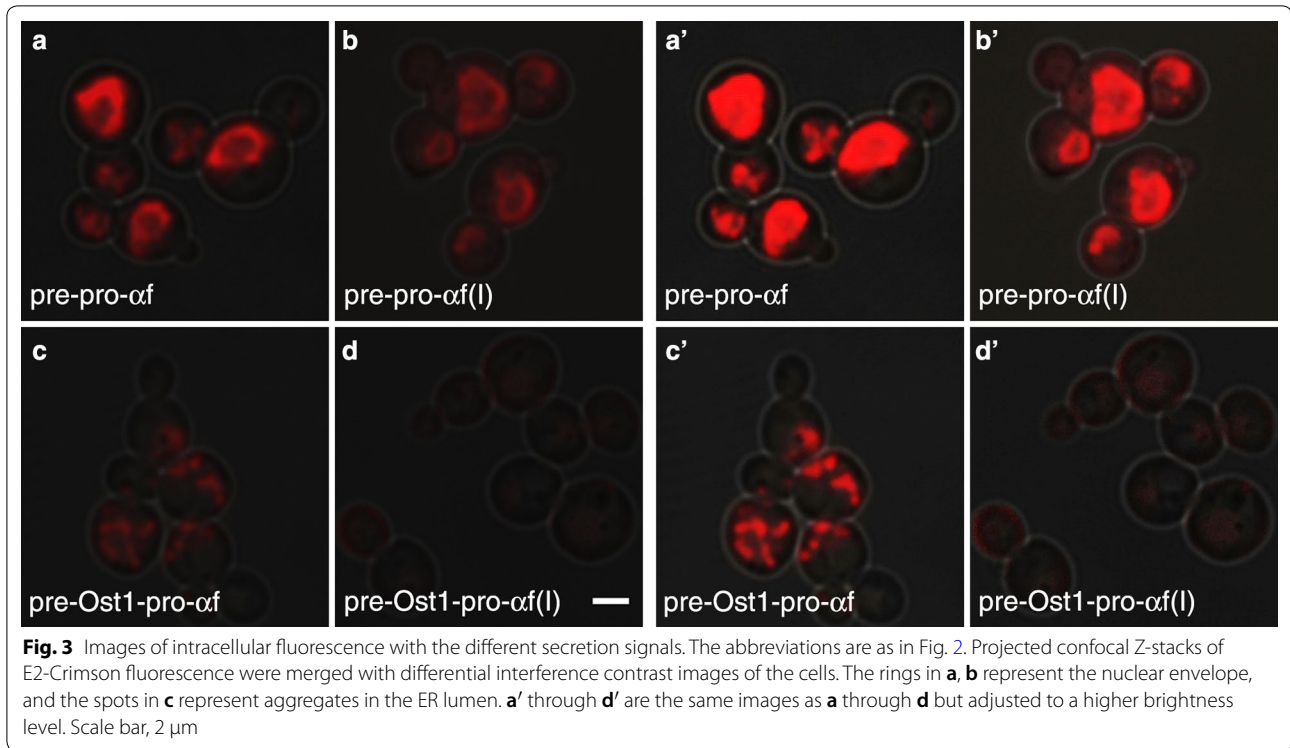 a
b
a’
b’
pre-pro-αf
pre-pro-αf(I)
pre-pro-αf
pre-pro-αf(I)
c
d
c’
d’
pre-Ost1-pro-αf
pre-Ost1-pro-αf(I)
pre-Ost1-pro-αf
pre-Ost1-pro-αf(I)
Fig. 3 Images of intracellular fluorescence with the different secretion signals. The abbreviations are as in Fig. 2. Projected confocal Z-stacks of
E2-Crimson fluorescence were merged with differential interference contrast images of the cells. The rings in a, b represent the nuclear envelope,
and the spots in c represent aggregates in the ER lumen. a′ through d′ are the same images as a through d but adjusted to a higher brightness
level. Scale bar, 2 μm